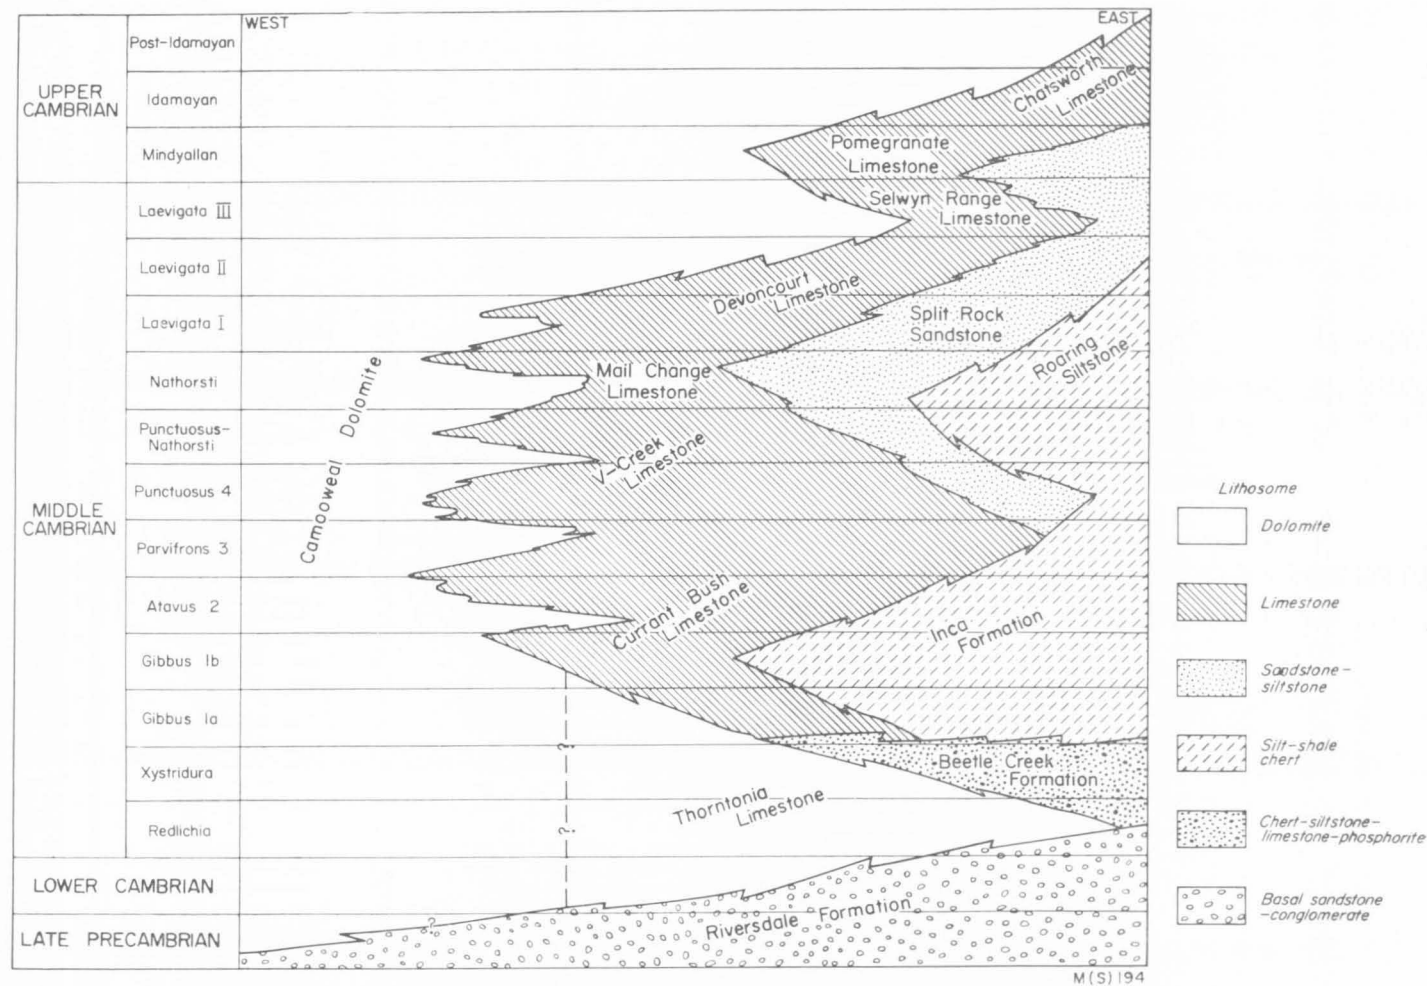 WEST
EAST
UPPER
CAMBRIAN
Post-Idamayan
Idamayan
Mindyallan
MIDDLE
CAMBRIAN
Laevigata III
Laevigata II
Laevigata I
Nathorsti
Punctuosus-
Nathorsti
Punctuosus 4
Parvifrons 3
Atavus 2
Gibbus 1b
Gibbus 1a
Xystridura
Redlichia
LOWER CAMBRIAN
LATE PRECAMBRIAN
Chatsworth
Limestone
Pomegranate
Limestone
Selwyn Range
Limestone
Devoncourt
Limestone
Split Rock
Sandstone
Roaring
Siltstone
Mail Change
Limestone
Camooweal Dolomite
V-Creek
Limestone
Currant Bush
Limestone
Inca
Formation
Beetle Creek
Formation
Thorntonia
Limestone
?
?
?
Riversdale Formation
Lithosome
Dolomite
Limestone
Sandstone-
siltstone
Silt-shale
chert
Chert-siltstone-
limestone-phosphorite
Basal sandstone
-conglomerate
M(S)194